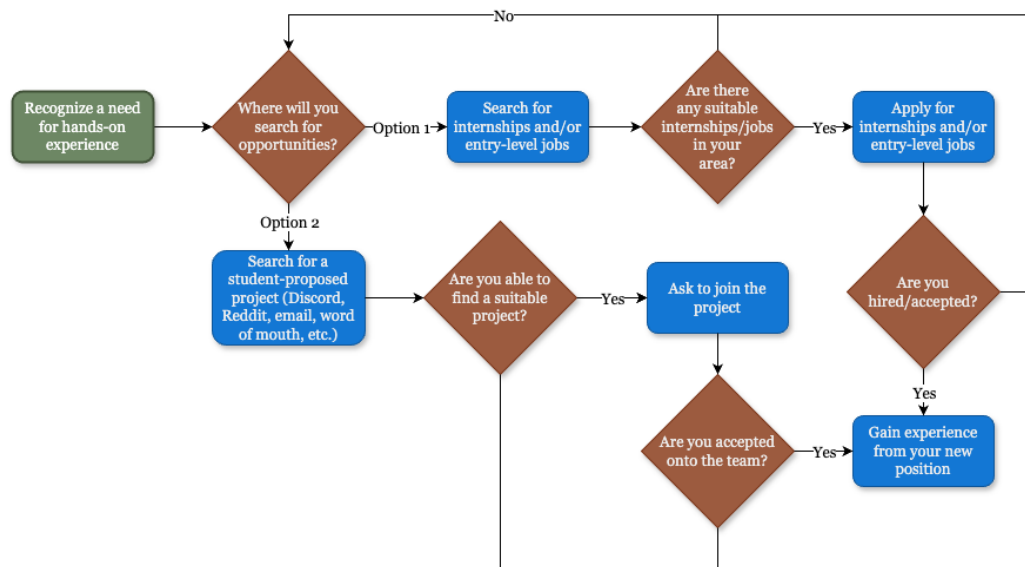 No
Recognize a need
for hands-on
experience
Where will you
search for
opportunities?
Option 1
Search for
internships and/or
entry-level jobs
Are there
any suitable
internships/jobs
in your
area?
Yes
Apply for
internships and/or
entry-level jobs
Option 2
Search for a
student-proposed
project (Discord,
Reddit, email, word
of mouth, etc.)
Are you able to
find a suitable
project?
Yes
Ask to join the
project
Are you
hired/accepted?
Yes
Are you accepted
onto the team?
Yes
Gain experience
from your new
position